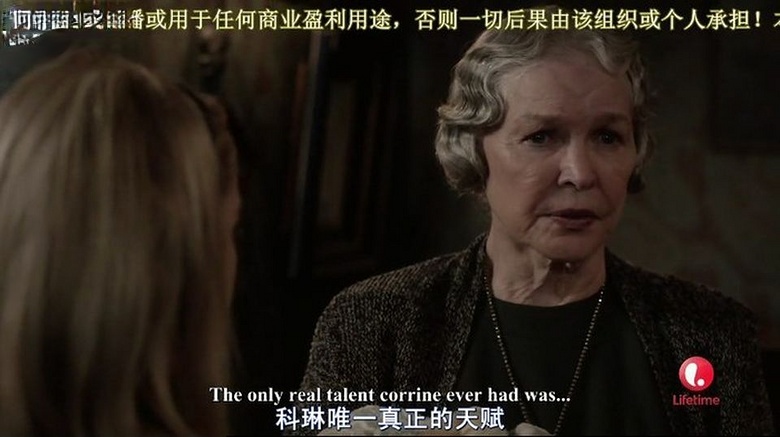 或用于任何商业盈利用途，否则一切后果由该组织或个人承担！
The only real talent corrine ever had was...
科琳唯一真正的天赋
Lifetime